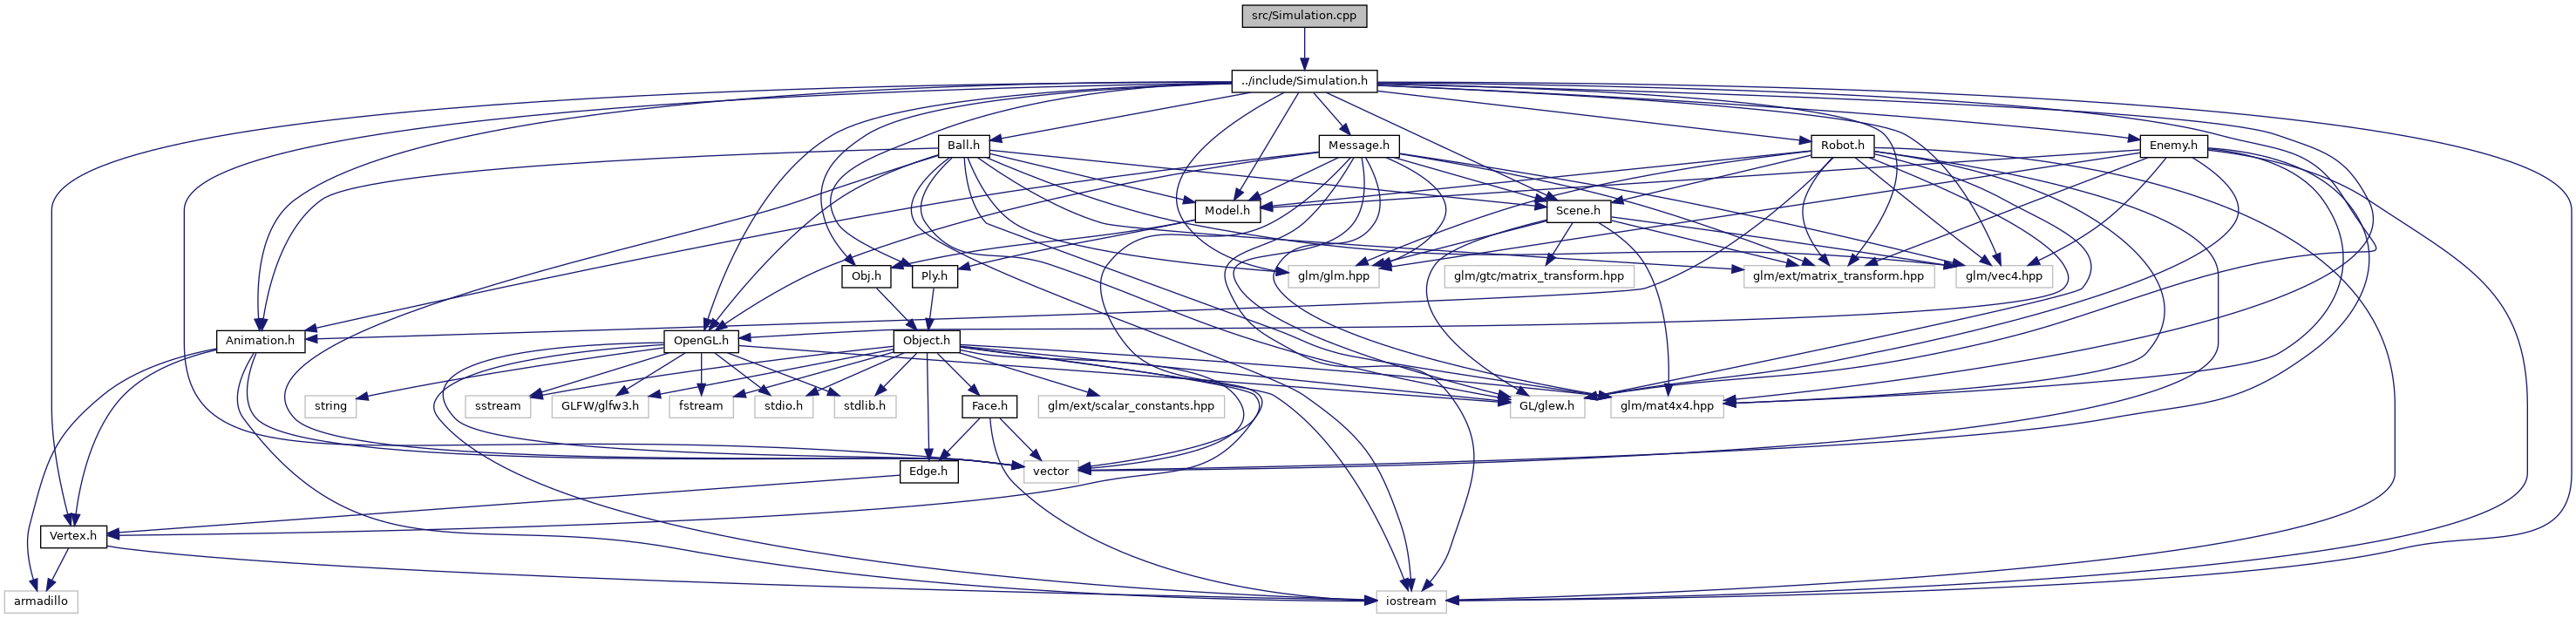 src/Simulation.cpp
../include/Simulation.h
Ball.h
Message.h
Robot.h
Enemy.h
Model.h
Scene.h
Obj.h
Ply.h
glm/glm.hpp
glm/gtc/matrix_transform.hpp
glm/ext/matrix_transform.hpp
glm/vec4.hpp
Animation.h
OpenGL.h
Object.h
string
sstream
GLFW/glfw3.h
fstream
stdio.h
stdlib.h
Face.h
glm/ext/scalar_constants.hpp
GL/glew.h
glm/mat4x4.hpp
Edge.h
vector
Vertex.h
armadillo
iostream